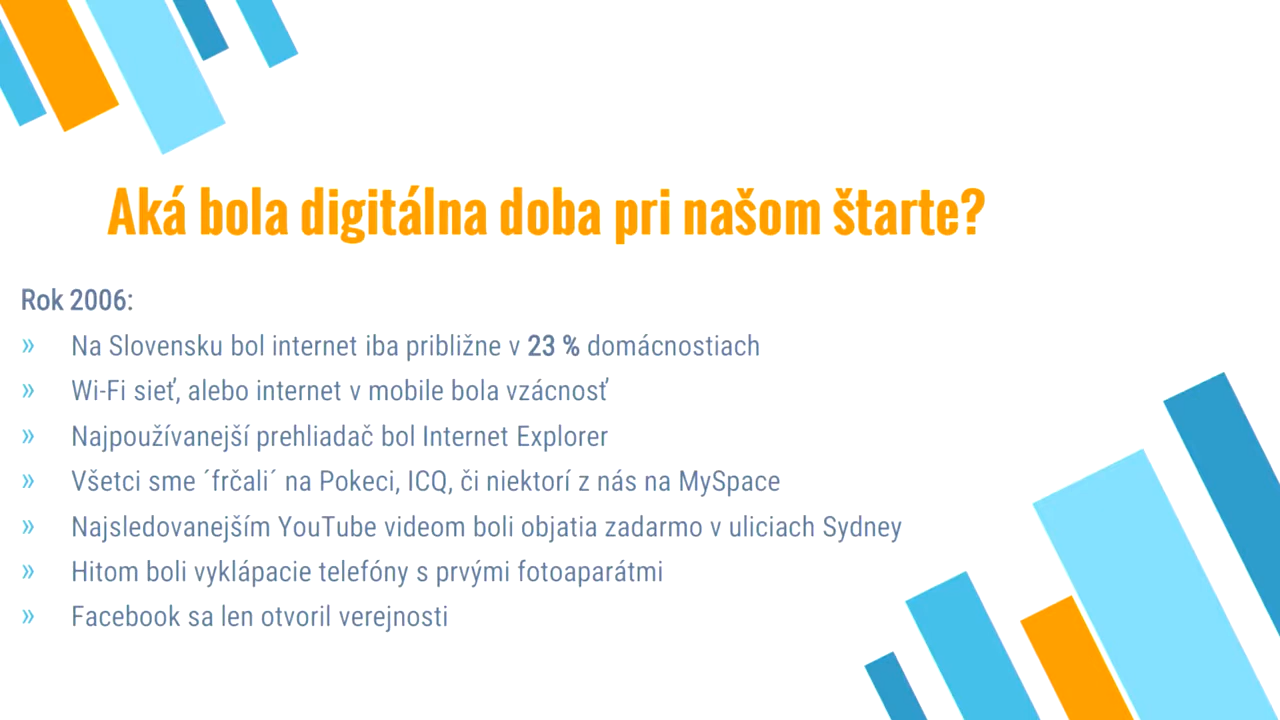 Aká bola digitálna doba pri našom štarte?
Rok 2006:
» Na Slovensku bol internet iba približne v 23 % domácnostiach
» Wi-Fi sieť, alebo internet v mobile bola vzácnosť
» Najpoužívanejší prehliadač bol Internet Explorer
» Všetci sme ´frčali´ na Pokeci, ICQ, či niektorí z nás na MySpace
» Najsledovanejším YouTube videom boli objatia zadarmo v uliciach Sydney
» Hitom boli vyklápacie telefóny s prvými fotoaparátmi
» Facebook sa len otvoril verejnosti